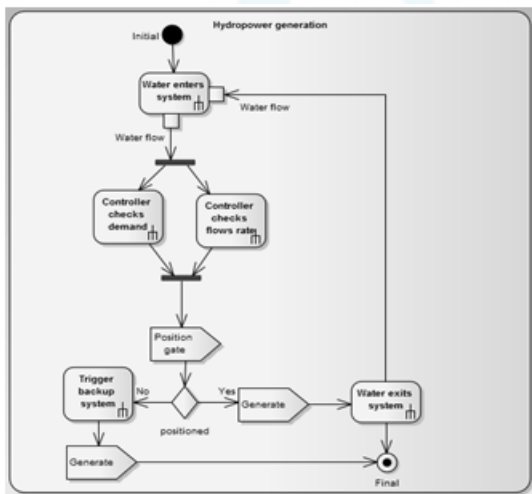 Hydropower generation
Initial
Water enters
system
Water flow
Water flow
Controller
checks
demand
Controller
checks
flows rate
Position
gate
Trigger
backup
system
No
Yes
positioned
Generate
Water exits
system
Generate
Final